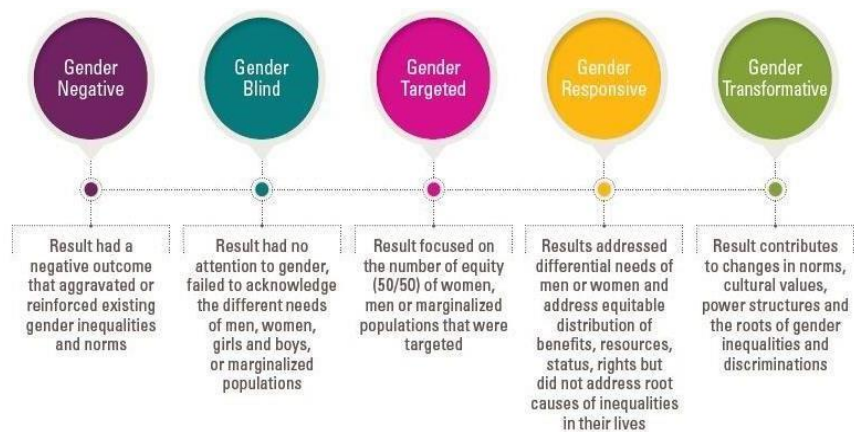 Gender
Negative
Gender
Blind
Gender
Targeted
Gender
Responsive
Gender
Transformative
Result had a
negative outcome
that aggravated or
reinforced existing
gender inequalities
and norms
Result had no
attention to gender,
failed to acknowledge
the different needs
of men, women,
girls and boys,
or marginalized
populations
Result focused on
the number of equity
(50/50) of women,
men or marginalized
populations that were
targeted
Results addressed
differential needs of
men or women and
address equitable
distribution of
benefits, resources,
status, rights but
did not address root
causes of inequalities
in their lives
Result contributes
to changes in norms,
cultural values,
power structures and
the roots of gender
inequalities and
discriminations